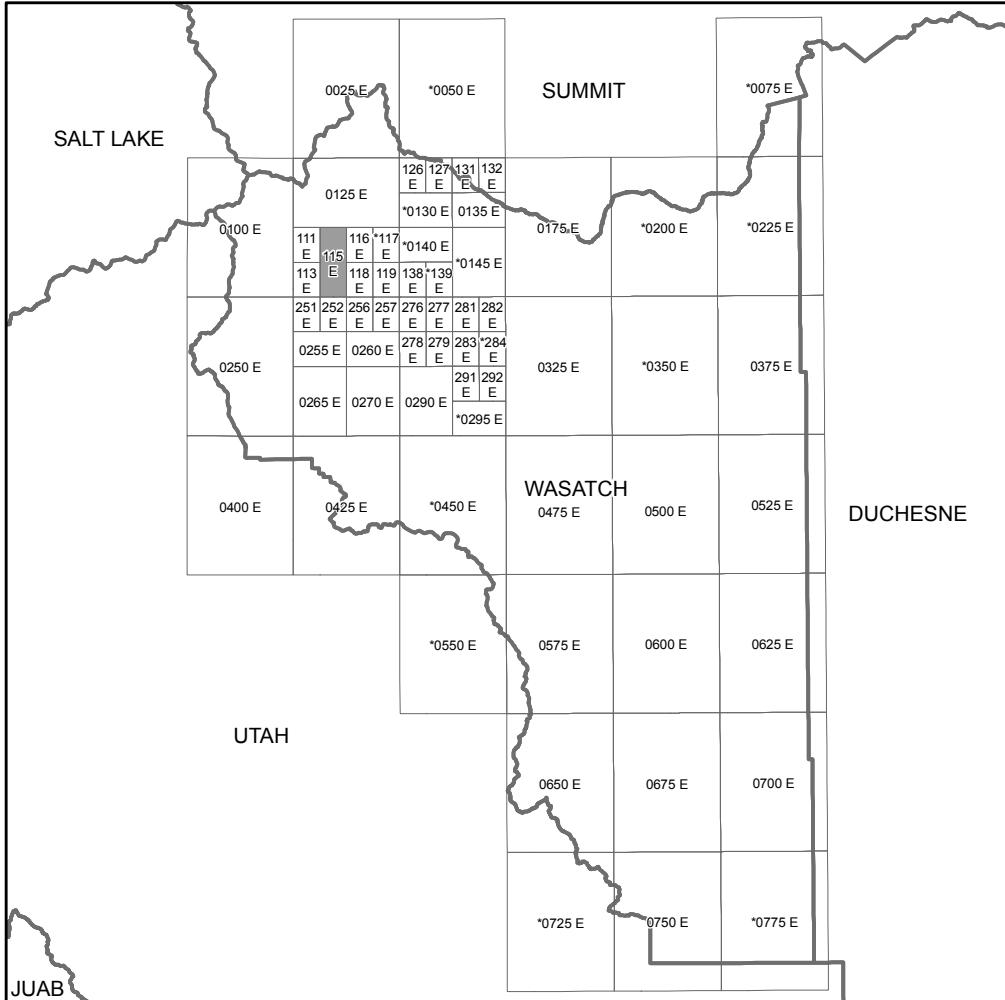 0025 E
*0050 E
SUMMIT
*0075 E
SALT LAKE
126
E
127
E
131
E
132
E
0125 E
*0130 E
0135 E
0100 E
0175 E
*0200 E
*0225 E
111
E
115
E
116
E
*117
E
*0140 E
*0145 E
113
E
118
E
119
E
138
E
*139
E
251
E
252
E
256
E
257
E
276
E
277
E
281
E
282
E
0250 E
0255 E
0260 E
278
E
279
E
283
E
*284
E
0325 E
*0350 E
0375 E
0265 E
0270 E
0290 E
291
E
292
E
*0295 E
WASATCH
0400 E
0425 E
*0450 E
0475 E
0500 E
0525 E
DUCHESNE
*0550 E
0575 E
0600 E
0625 E
UTAH
0650 E
0675 E
0700 E
*0725 E
0750 E
*0775 E
JUAB